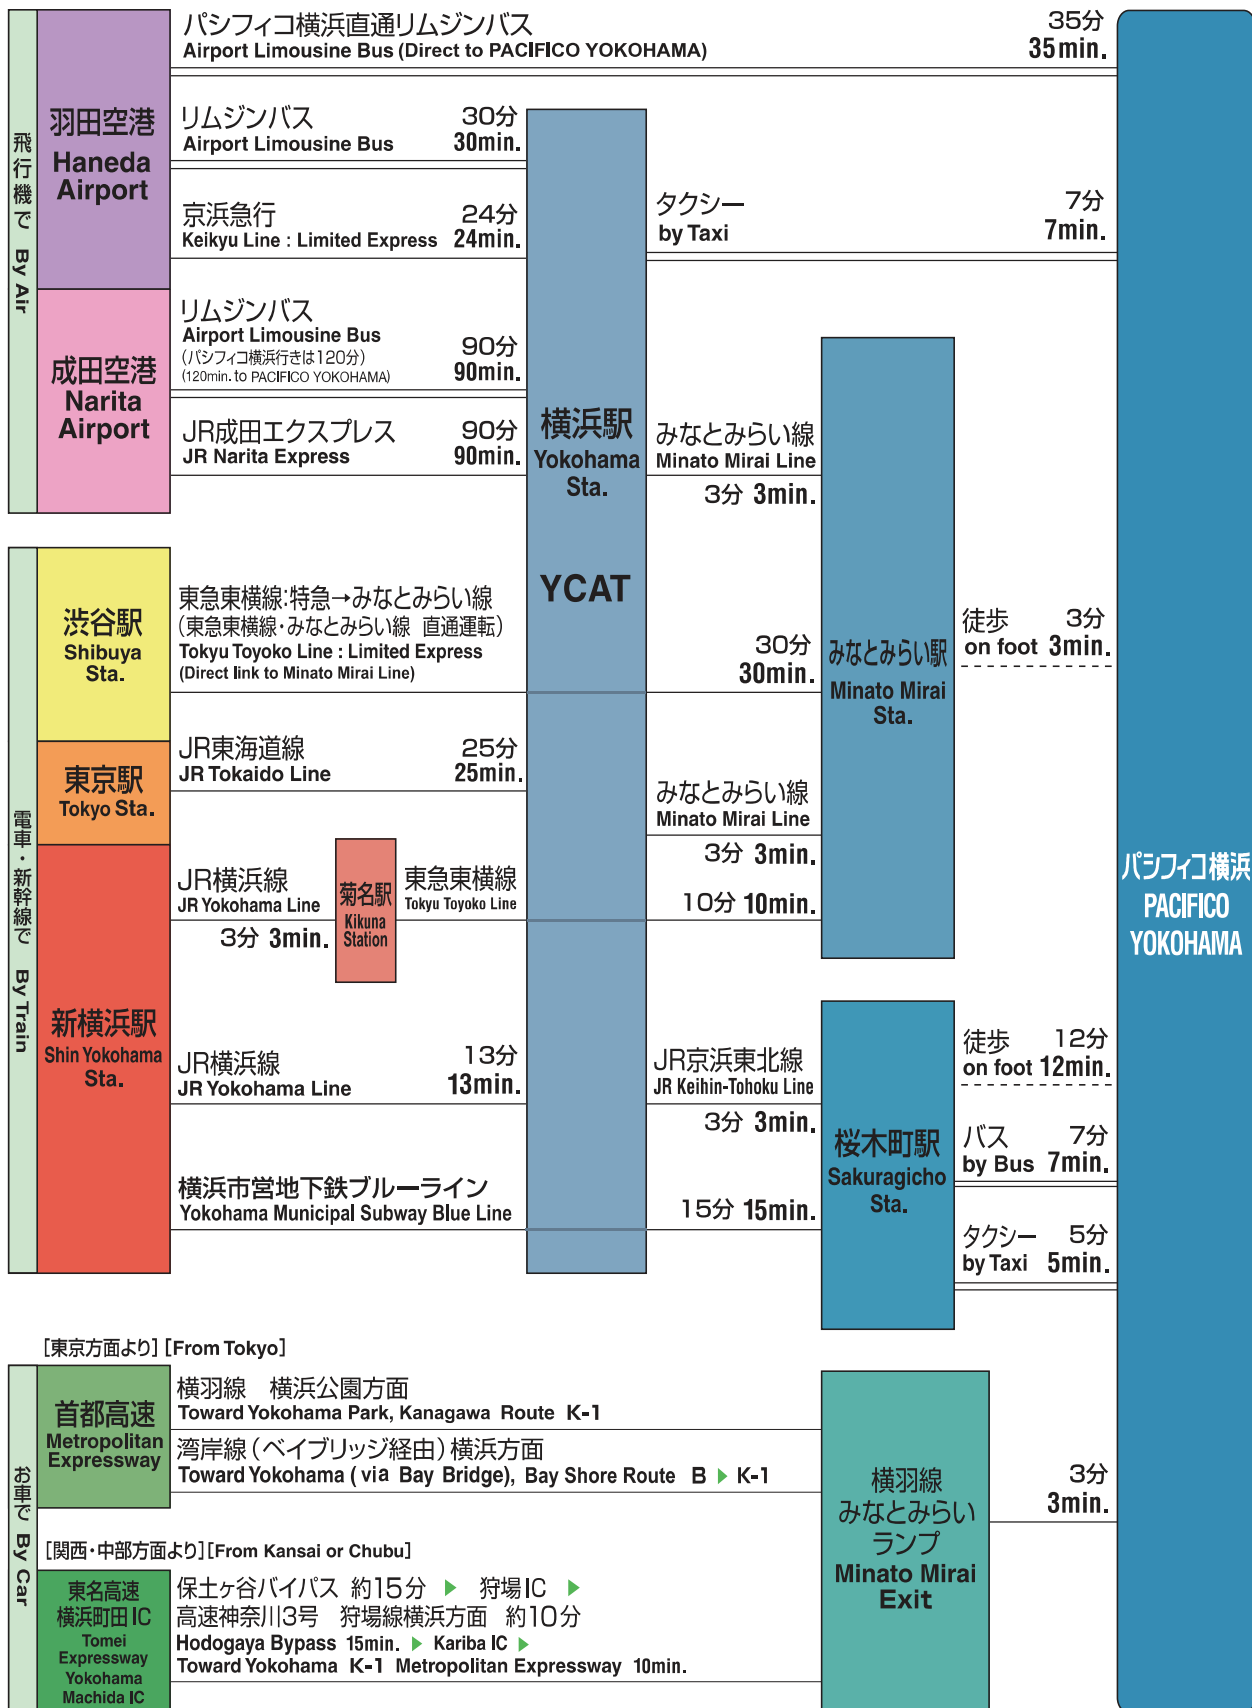 飛行機で By Air
羽田空港
Haneda
Airport
パシフィコ横浜直通リムジンバス 35分
Airport Limousine Bus (Direct to PACIFICO YOKOHAMA) 35min.
リムジンバス 30分
Airport Limousine Bus 30min.
京浜急行 24分
Keikyu Line : Limited Express 24min.
タクシー 7分
by Taxi 7min.
成田空港
Narita
Airport
リムジンバス
Airport Limousine Bus
(パシフィコ横浜行きは120分) 90分
(120min. to PACIFICO YOKOHAMA) 90min.
JR成田エクスプレス 90分
JR Narita Express 90min.
横浜駅
Yokohama
Sta.
YCAT
みなとみらい線
Minato Mirai Line
3分 3min.
電車・新幹線で By Train
渋谷駅
Shibuya
Sta.
東急東横線:特急→みなとみらい線
(東急東横線・みなとみらい線 直通運転)
Tokyu Toyoko Line : Limited Express
(Direct link to Minato Mirai Line)
30分
30min.
みなとみらい駅
Minato Mirai
Sta.
徒歩 3分
on foot 3min.
東京駅
Tokyo Sta.
JR東海道線 25分
JR Tokaido Line 25min.
みなとみらい線
Minato Mirai Line
3分 3min.
新横浜駅
Shin Yokohama
Sta.
JR横浜線
JR Yokohama Line
3分 3min.
菊名駅
Kikuna
Station
東急東横線
Tokyu Toyoko Line
10分 10min.
JR横浜線 13分
JR Yokohama Line 13min.
JR京浜東北線
JR Keihin-Tohoku Line
3分 3min.
横浜市営地下鉄ブルーライン
Yokohama Municipal Subway Blue Line
15分 15min.
桜木町駅
Sakuragicho
Sta.
徒歩 12分
on foot 12min.
バス 7分
by Bus 7min.
タクシー 5分
by Taxi 5min.
パシフィコ横浜
PACIFICO
YOKOHAMA
お車で By Car
[東京方面より] [From Tokyo]
首都高速
Metropolitan
Expressway
横羽線 横浜公園方面
Toward Yokohama Park, Kanagawa Route K-1
湾岸線(ベイブリッジ経由)横浜方面
Toward Yokohama ( via Bay Bridge), Bay Shore Route B ▶ K-1
[関西・中部方面より][From Kansai or Chubu]
東名高速
横浜町田IC
Tomei
Expressway
Yokohama
Machida IC
保土ヶ谷バイパス 約15分 ▶ 狩場IC ▶
高速神奈川3号 狩場線横浜方面 約10分
Hodogaya Bypass 15min. ▶ Kariba IC ▶
Toward Yokohama K-1 Metropolitan Expressway 10min.
横羽線
みなとみらい
ランプ
Minato Mirai
Exit
3分
3min.